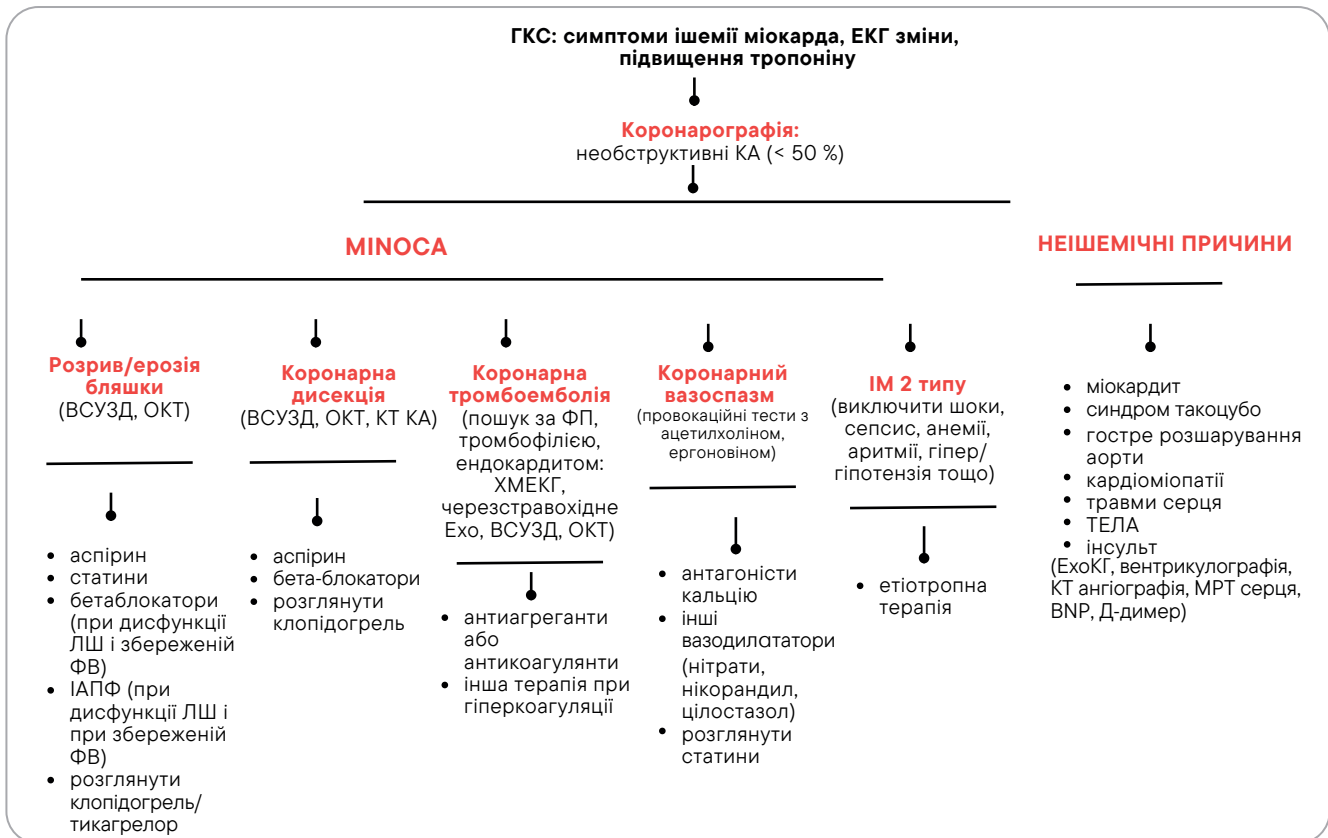 ГКС: симптоми ішемії міокарда, ЕКГ зміни,
підвищення тропоніну
Коронарографія:
необструктивні КА (< 50 %)
MINOCA
НЕІШЕМІЧНІ ПРИЧИНИ
Розрив/ерозія
бляшки
(ВСУЗД, ОКТ)
• аспірин
• статини
• бетаблокатори
(при дисфункції
ЛШ і збереженій
ФВ)
• ІАПФ (при
дисфункції ЛШ і
при збереженій
ФВ)
• розглянути
клопідогрель/
тикагрелор
Коронарна
дисекція
(ВСУЗД, ОКТ, КТ КА)
• аспірин
• бета-блокатори
• розглянути
клопідогрель
Коронарна
тромбоемболія
(пошук за ФП,
тромбофілією,
ендокардитом:
ХМЕКГ,
черезстравохідне
Ехо, ВСУЗД, ОКТ)
• антиагреганти
або
антикоагулянти
• інша терапія при
гіперкоагуляції
Коронарний
вазоспазм
(провокаційні тести з
ацетилхоліном,
ергоновіном)
• антагоністи
кальцію
• інші
вазодилататори
(нітрати,
нікорандил,
цілостазол)
• розглянути
статини
ІМ 2 типу
(виключити шоки,
сепсис, анемії,
аритмії, гіпер/
гіпотензія тощо)
• етіотропна
терапія
• міокардит
• синдром такоцубо
• гостре розшарування
аорти
• кардіоміопатії
• травми серця
• ТЕЛА
• інсульт
(ЕхоКГ, вентрикулографія,
КТ ангіографія, МРТ серця,
BNP, Д-димер)